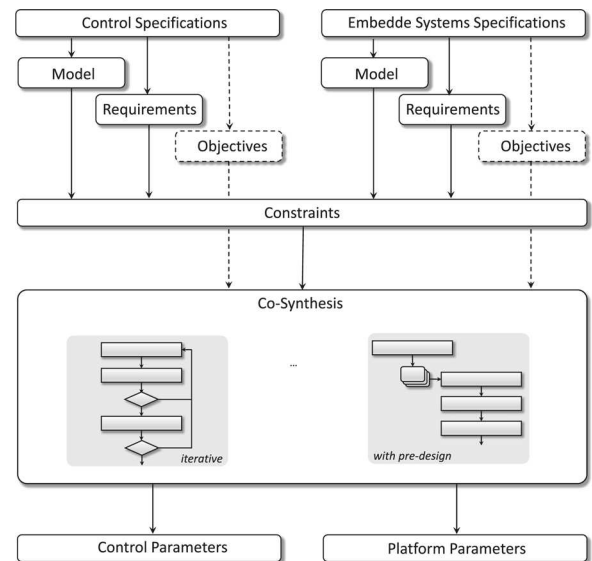 Control Specifications
Embedde Systems Specifications
Model
Model
Requirements
Requirements
Objectives
Objectives
Constraints
Co-Synthesis
...
iterative
with pre-design
Control Parameters
Platform Parameters